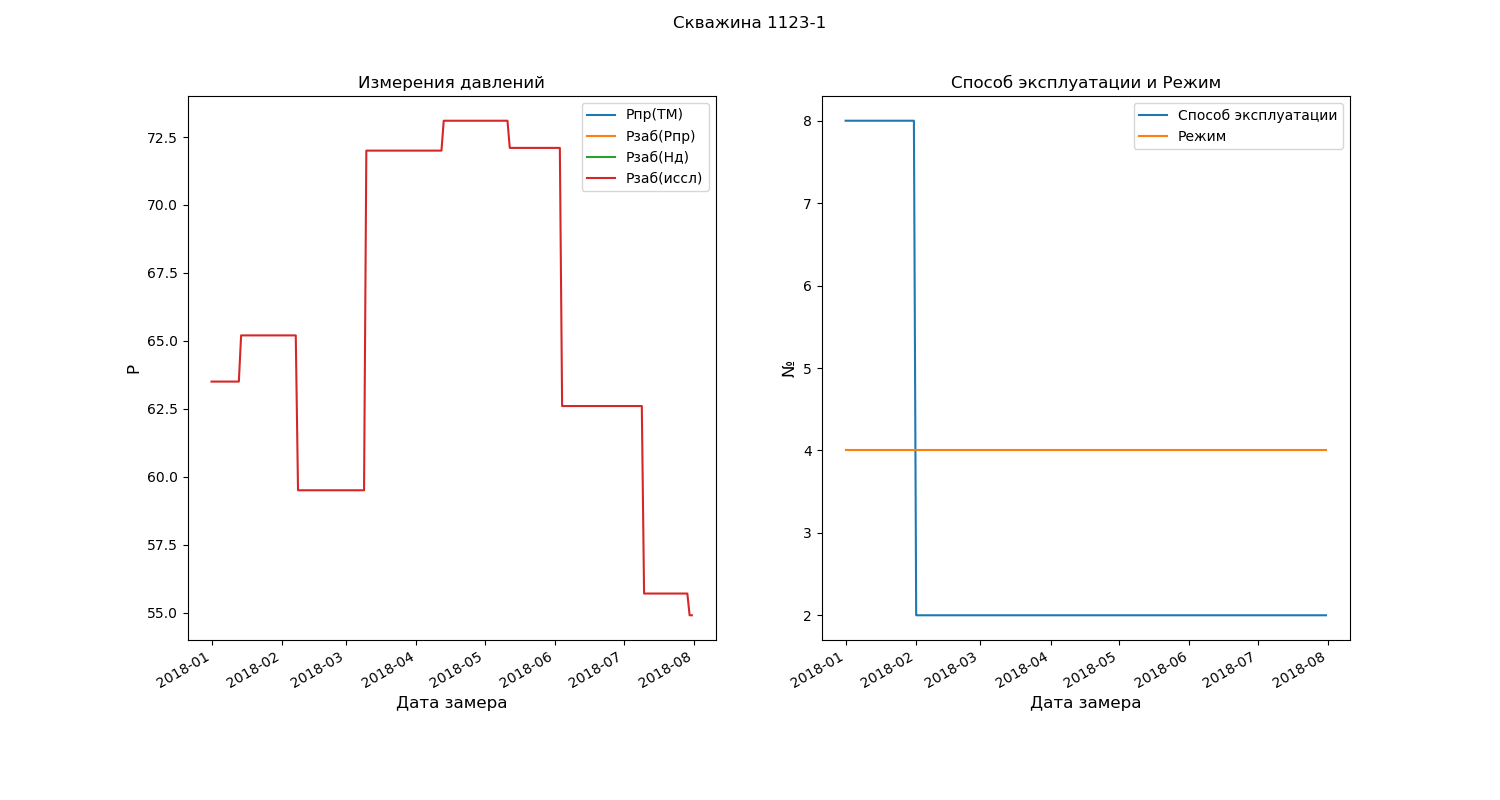 Скважина 1123-1
Измерения давлений
Рпр(ТМ)
Рзаб(Рпр)
Рзаб(Нд)
Рзаб(иссл)
72.5
70.0
67.5
65.0
62.5
60.0
57.5
55.0
Р
2018-01
2018-02
2018-03
2018-04
2018-05
2018-06
2018-07
2018-08
Дата замера
Способ эксплуатации и Режим
Способ эксплуатации
Режим
8
7
6
5
4
3
2
№
2018-01
2018-02
2018-03
2018-04
2018-05
2018-06
2018-07
2018-08
Дата замера